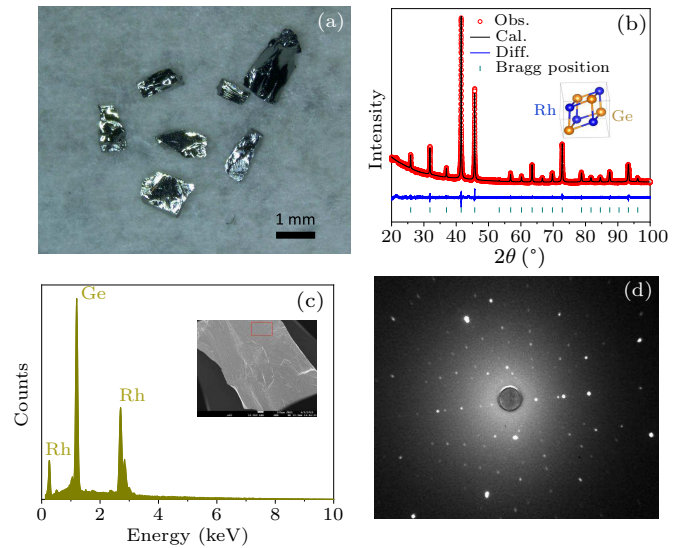 (a)
1 mm
(b)
Obs.
Cal.
Diff.
Bragg position
Rh
Ge
Intensity
20 30 40 50 60 70 80 90 100
2θ (°)
(c)
Ge
Rh
Rh
Counts
0 2 4 6 8 10
Energy (keV)
(d)